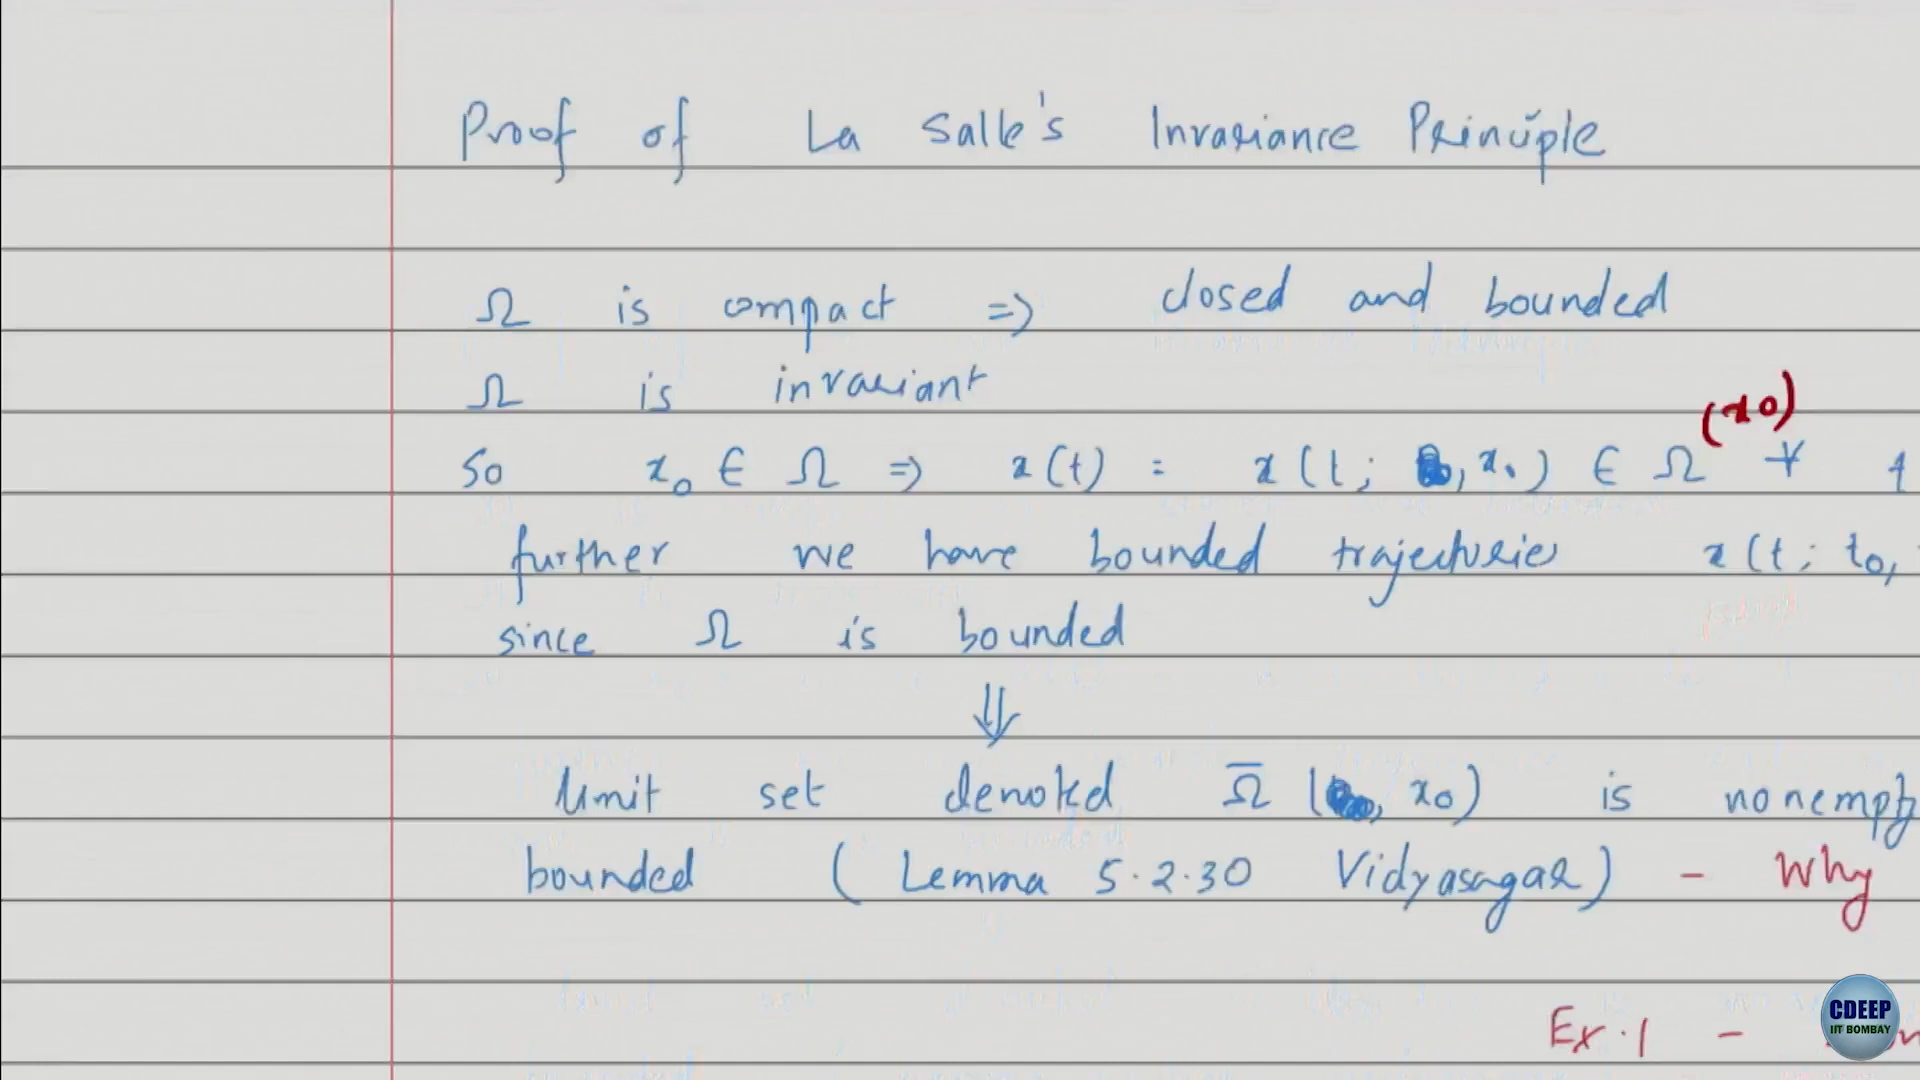 Proof of La Salle's Invariance Principle
Ω is compact => closed and bounded
Ω is invariant
(x0)
So x₀ ∈ Ω => x(t) = x(t; , x₀) ∈ Ω ∀ t
further we have bounded trajectories x(t; t₀,
since Ω is bounded
⇓
limit set denoted Ω̅ ( , x₀) is nonempty
bounded (Lemma 5.2.30 Vidyasagar) - Why
Ex.1 -
CDEEP
IIT BOMBAY